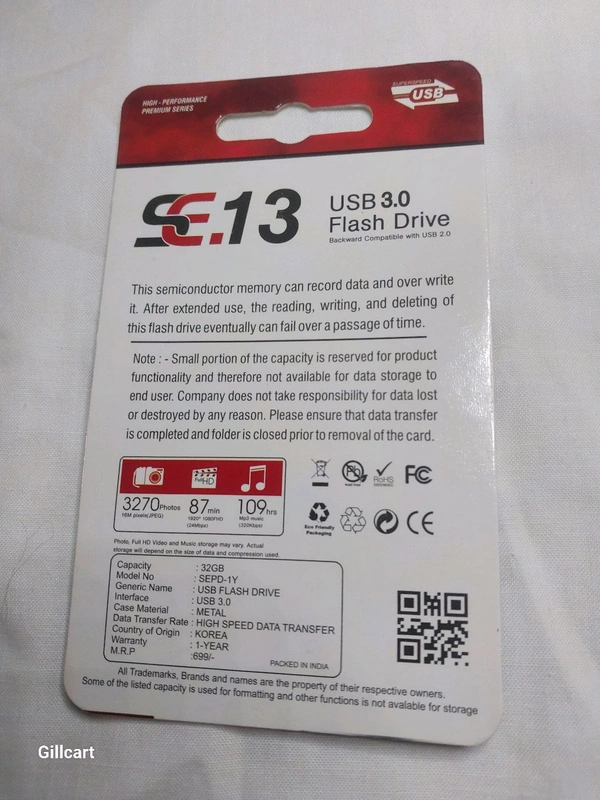 HIGH - PERFORMANCE
PREMIUM SERIES
SUPERSPEED
USB
SE.13
USB 3.0
Flash Drive
Backward Compatible with USB 2.0
This semiconductor memory can record data and over write
it. After extended use, the reading, writing, and deleting of
this flash drive eventually can fail over a passage of time.
Note : - Small portion of the capacity is reserved for product
functionality and therefore not available for data storage to
end user. Company does not take responsibility for data lost
or destroyed by any reason. Please ensure that data transfer
is completed and folder is closed prior to removal of the card.
Full HD
3270 Photos
16M pixels(JPEG)
87 min
1920* 1080FHD
(24Mbps)
109 hrs
Mp3 music
(320Kbps)
RoHS
FC
Eco Friendly
Packaging
CE
Photo, Full HD Video and Music storage may vary. Actual
storage will depend on the size of data and compression used.
Capacity : 32GB
Model No : SEPD-1Y
Generic Name : USB FLASH DRIVE
Interface : USB 3.0
Case Material : METAL
Data Transfer Rate : HIGH SPEED DATA TRANSFER
Country of Origin : KOREA
Warranty : 1-YEAR
M.R.P :699/-
PACKED IN INDIA
All Trademarks, Brands and names are the property of their respective owners.
Some of the listed capacity is used for formatting and other functions is not available for storage
Gillcart